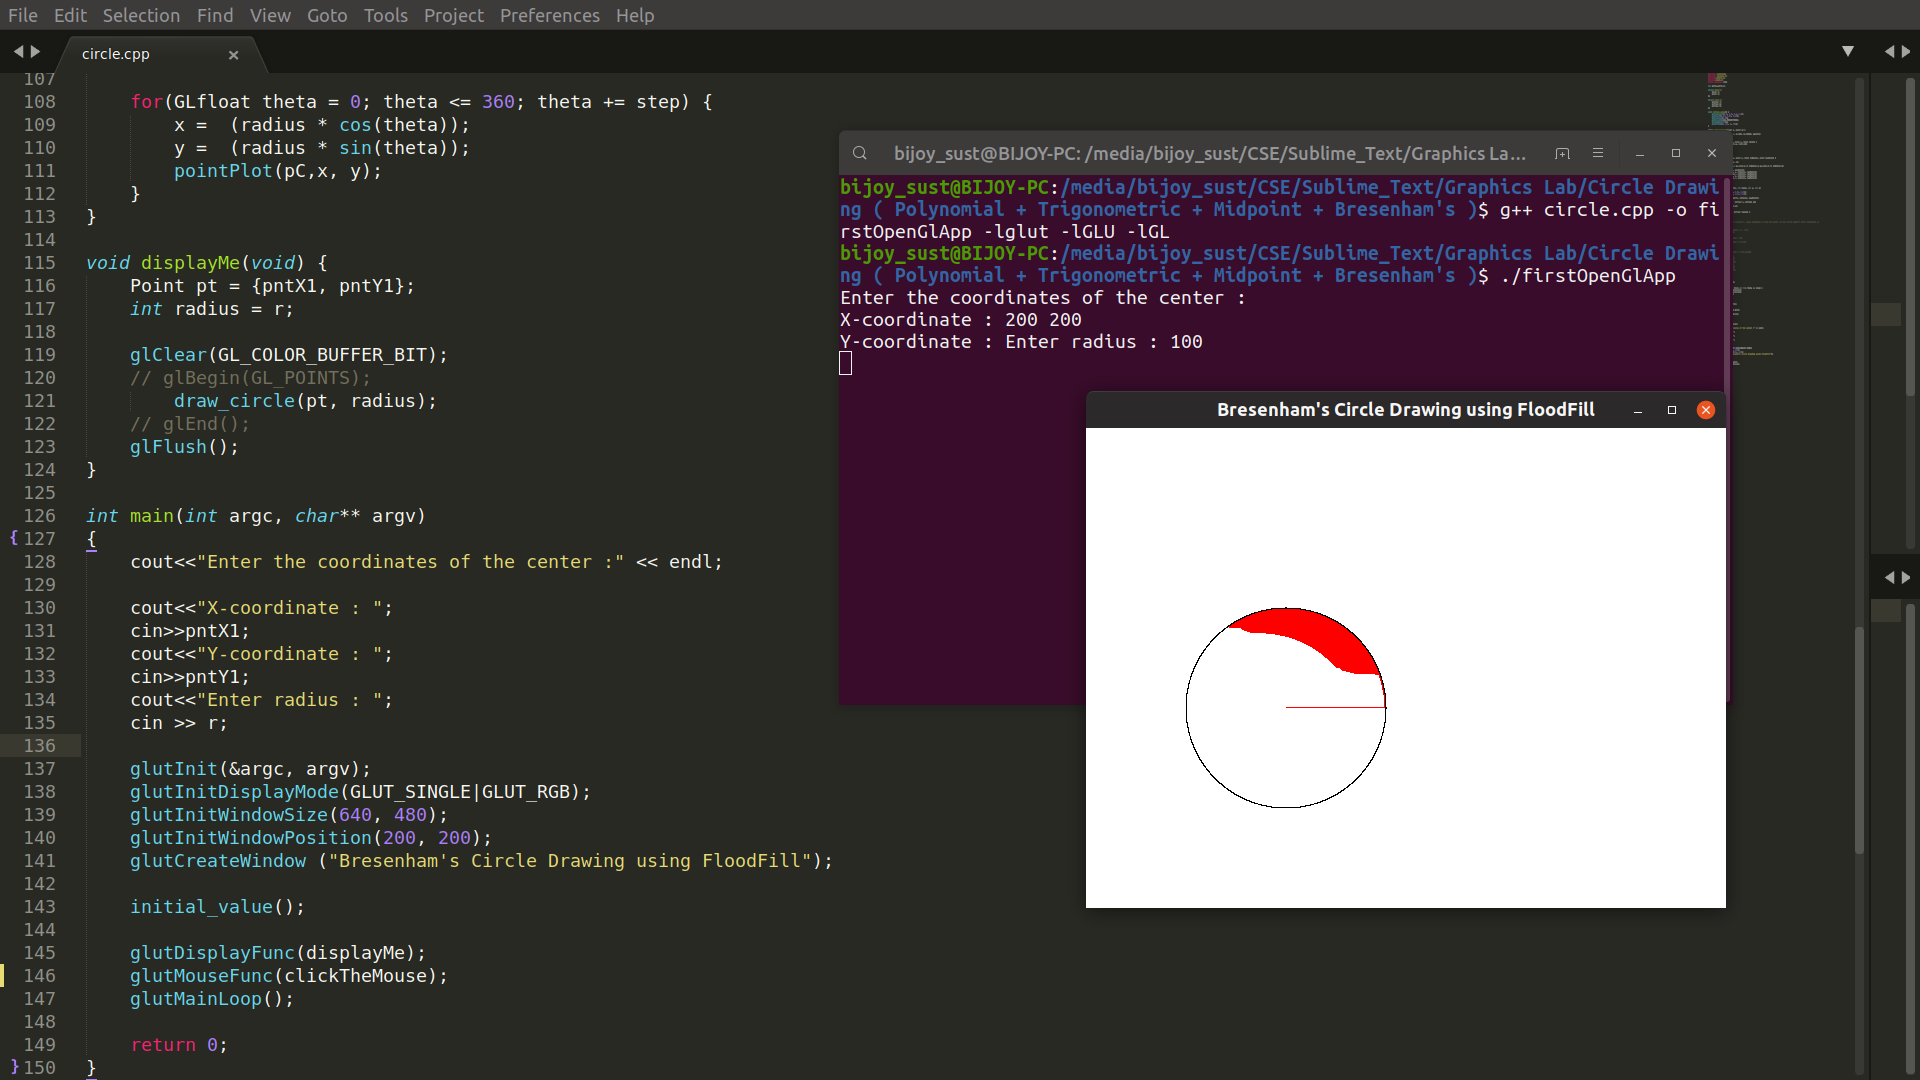 File Edit Selection Find View Goto Tools Project Preferences Help
circle.cpp
107
108 for(GLfloat theta = 0; theta <= 360; theta += step) {
109 x =  (radius * cos(theta));
110 y =  (radius * sin(theta));
111 pointPlot(pC,x, y);
112 }
113 }
114
115 void displayMe(void) {
116 Point pt = {pntX1, pntY1};
117 int radius = r;
118
119 glClear(GL_COLOR_BUFFER_BIT);
120 // glBegin(GL_POINTS);
121 draw_circle(pt, radius);
122 // glEnd();
123 glFlush();
124 }
125
126 int main(int argc, char** argv)
{ 127 {
128 cout<<"Enter the coordinates of the center :" << endl;
129
130 cout<<"X-coordinate : ";
131 cin>>pntX1;
132 cout<<"Y-coordinate : ";
133 cin>>pntY1;
134 cout<<"Enter radius : ";
135 cin >> r;
136
137 glutInit(&argc, argv);
138 glutInitDisplayMode(GLUT_SINGLE|GLUT_RGB);
139 glutInitWindowSize(640, 480);
140 glutInitWindowPosition(200, 200);
141 glutCreateWindow ("Bresenham's Circle Drawing using FloodFill");
142
143 initial_value();
144
145 glutDisplayFunc(displayMe);
146 glutMouseFunc(clickTheMouse);
147 glutMainLoop();
148
149 return 0;
} 150 }
bijoy_sust@BIJOY-PC: /media/bijoy_sust/CSE/Sublime_Text/Graphics La...
bijoy_sust@BIJOY-PC:/media/bijoy_sust/CSE/Sublime_Text/Graphics Lab/Circle Drawi
ng ( Polynomial + Trigonometric + Midpoint + Bresenham's )$ g++ circle.cpp -o fi
rstOpenGlApp -lglut -lGLU -lGL
bijoy_sust@BIJOY-PC:/media/bijoy_sust/CSE/Sublime_Text/Graphics Lab/Circle Drawi
ng ( Polynomial + Trigonometric + Midpoint + Bresenham's )$ ./firstOpenGlApp
Enter the coordinates of the center :
X-coordinate : 200 200
Y-coordinate : Enter radius : 100
Bresenham's Circle Drawing using FloodFill